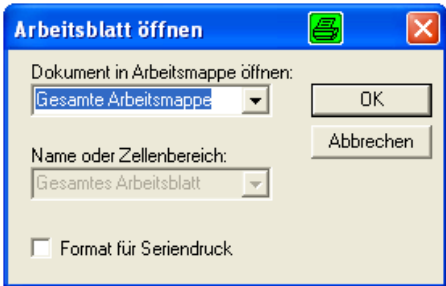 Arbeitsblatt öffnen
Dokument in Arbeitsmappe öffnen:
Gesamte Arbeitsmappe
OK
Abbrechen
Name oder Zellenbereich:
Gesamtes Arbeitsblatt
Format für Seriendruck